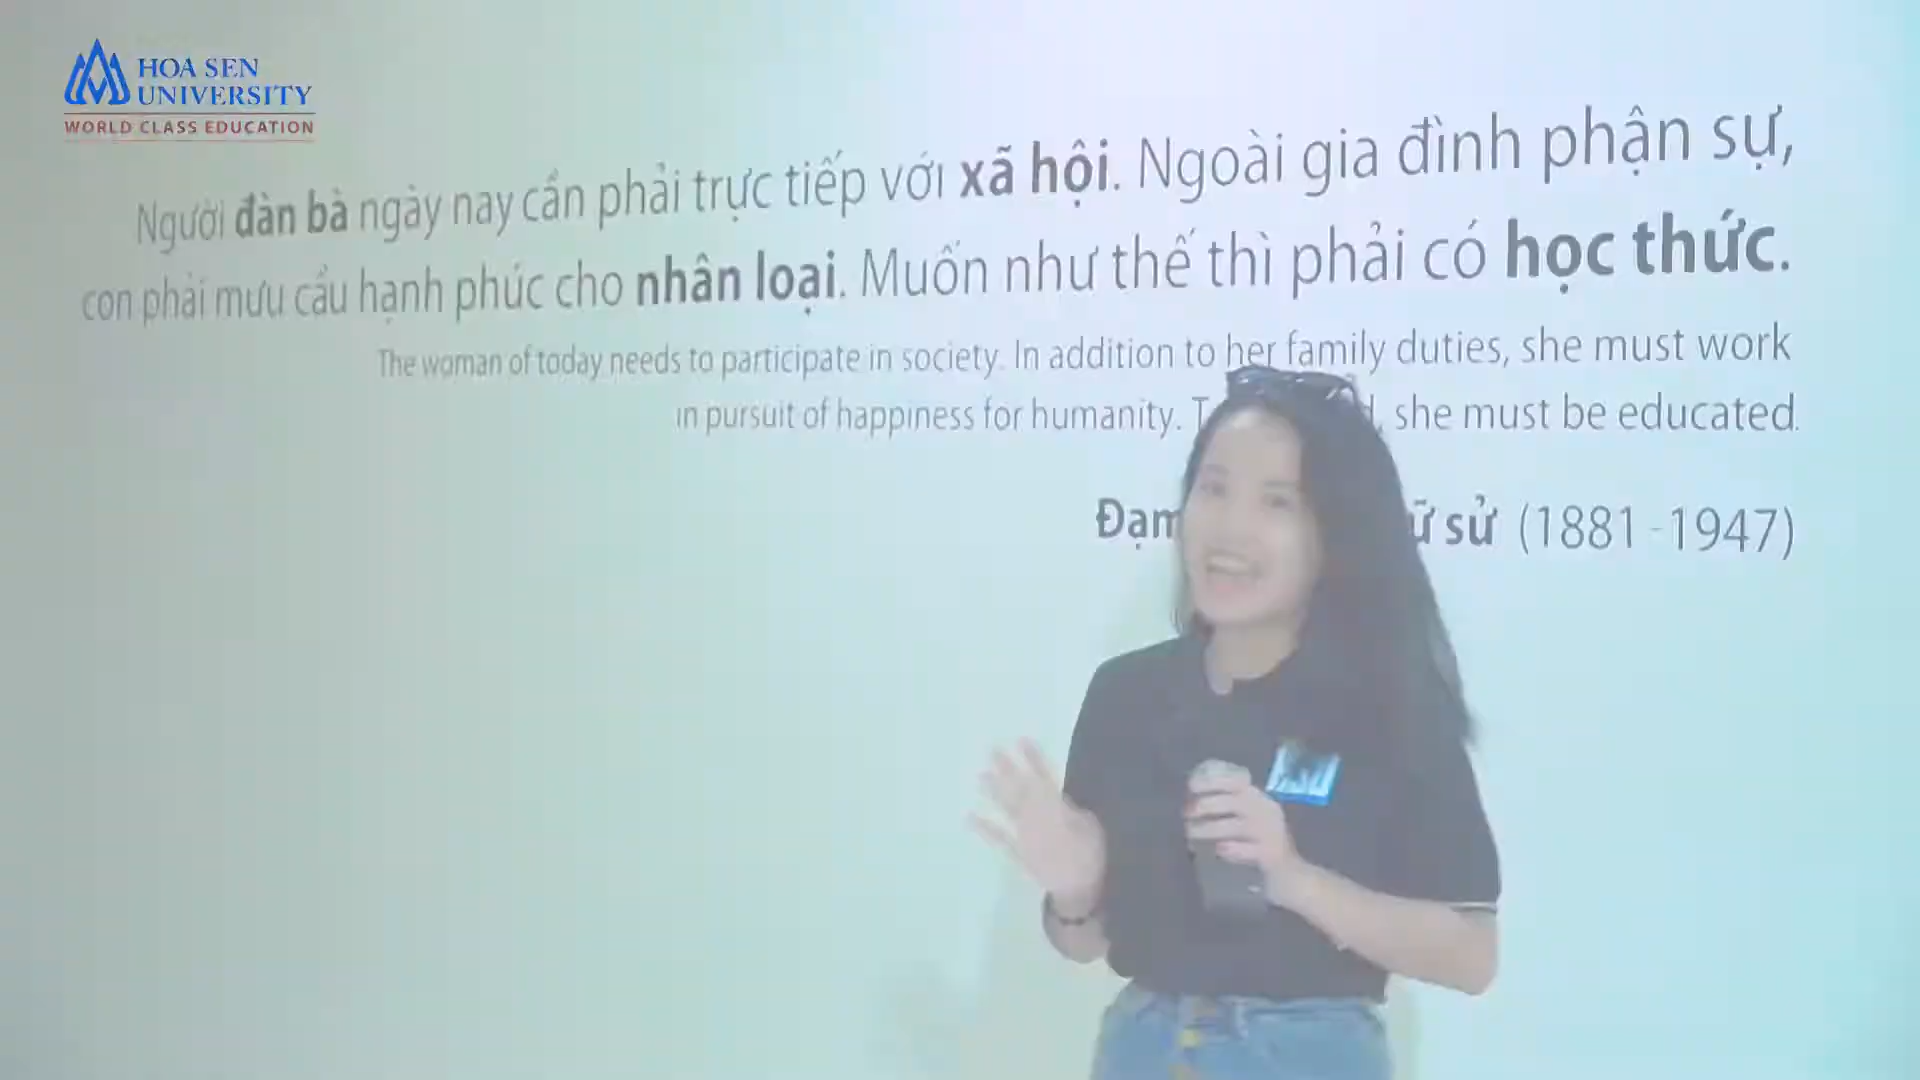 HOA SEN
UNIVERSITY
WORLD CLASS EDUCATION
Người đàn bà ngày nay cần phải trực tiếp với xã hội. Ngoài gia đình phận sự,
còn phải mưu cầu hạnh phúc cho nhân loại. Muốn như thế thì phải có học thức.
The woman of today needs to participate in society. In addition to her family duties, she must work
in pursuit of happiness for humanity. she must be educated.
sử (1881 - 1947)